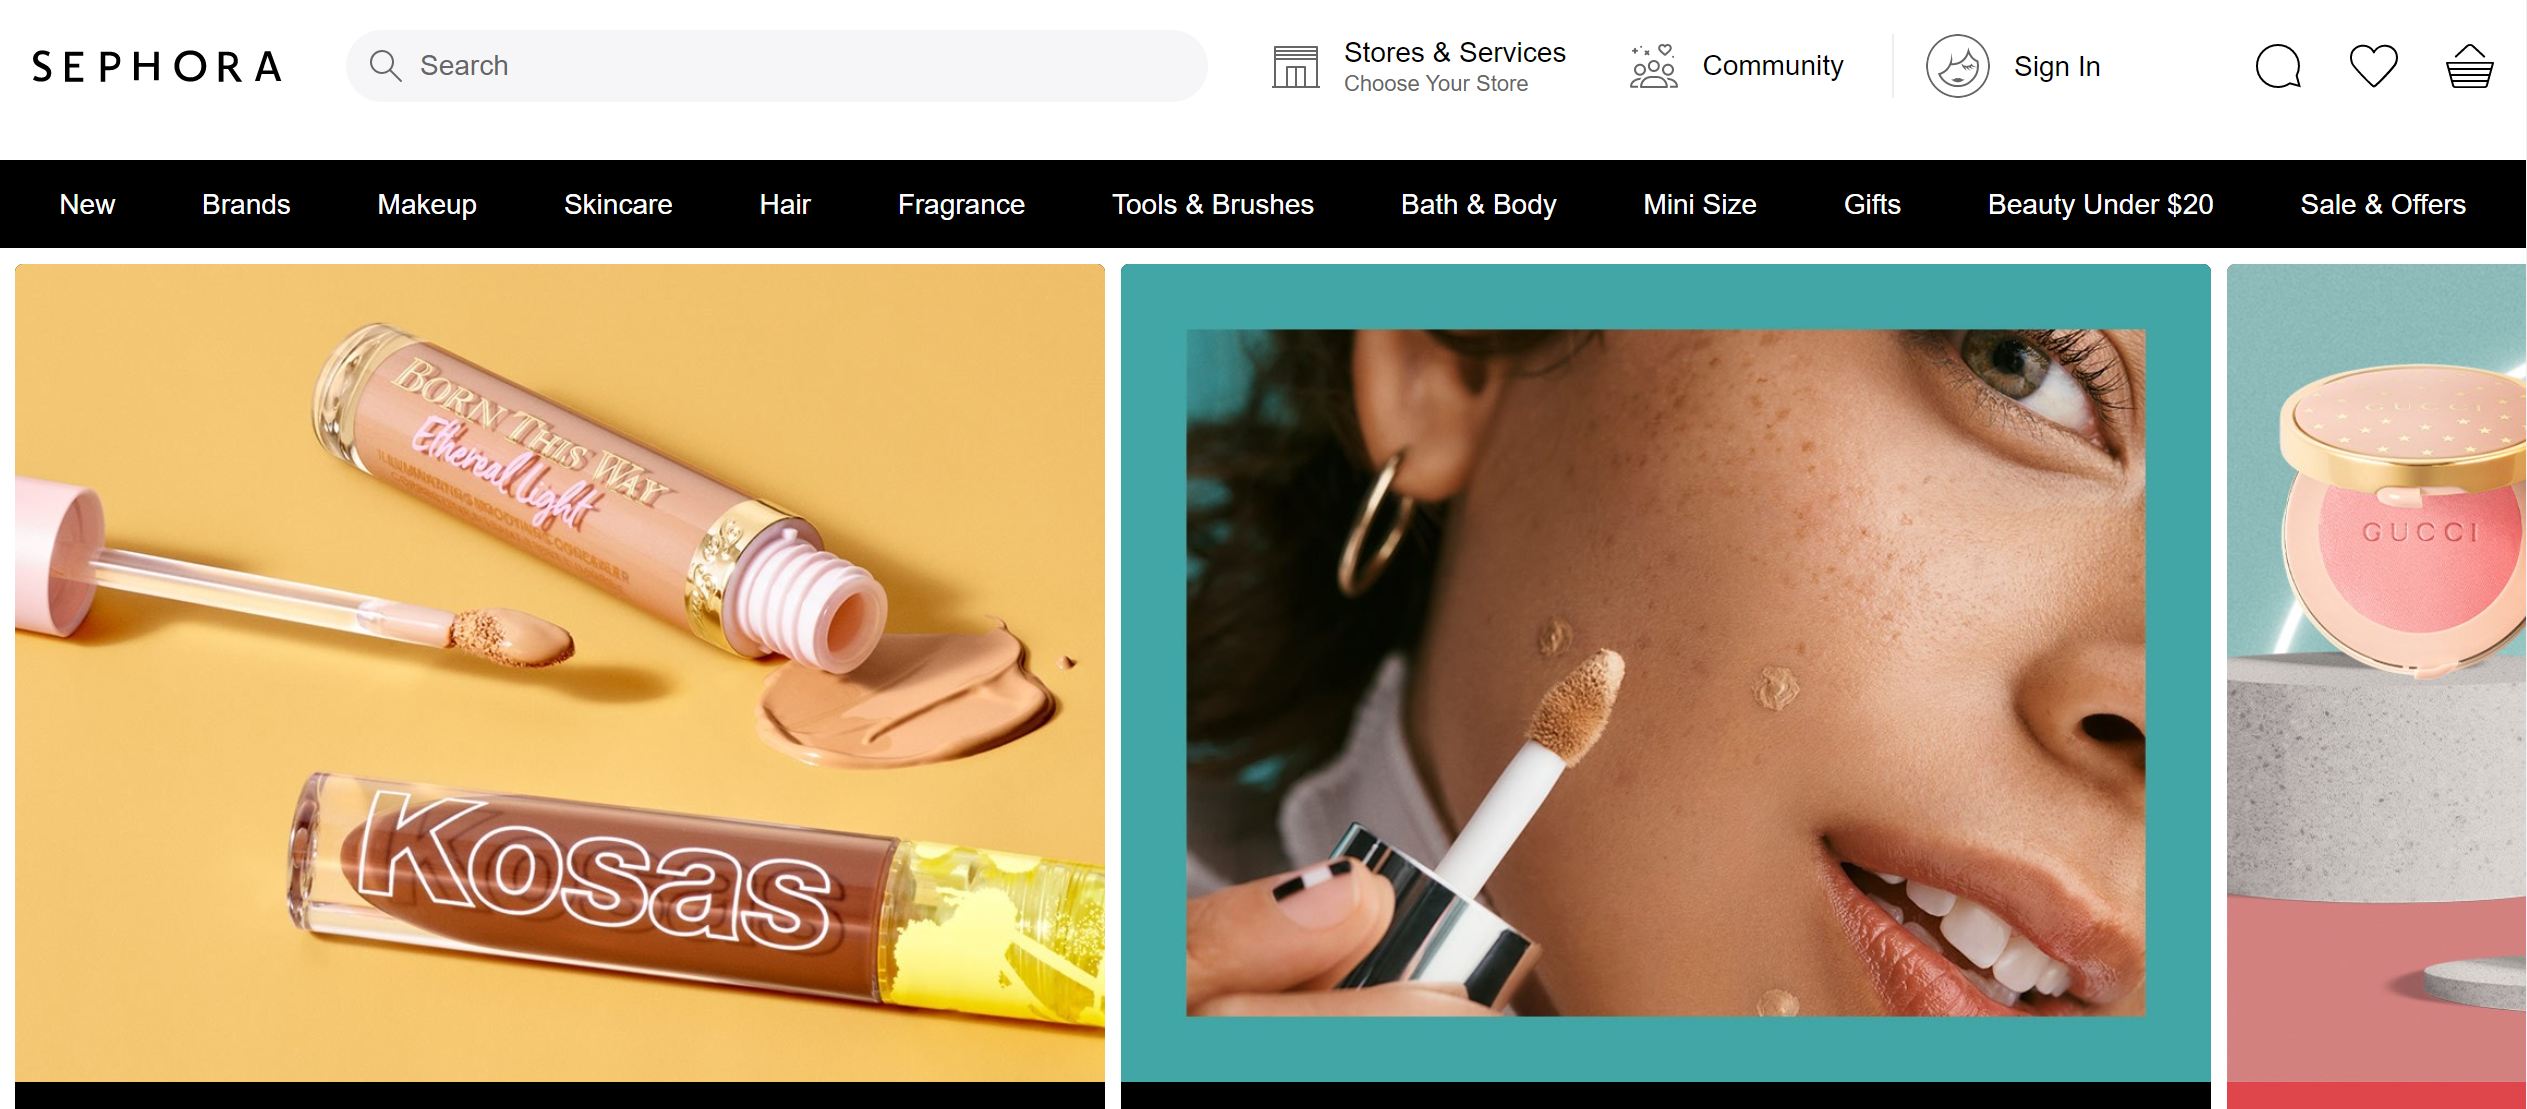 SEPHORA
Search
Stores & Services
Choose Your Store
Community
Sign In
New
Brands
Makeup
Skincare
Hair
Fragrance
Tools & Brushes
Bath & Body
Mini Size
Gifts
Beauty Under $20
Sale & Offers
BORN THIS WAY
Ethereal Light
Kosas
GUCCI
GUCCI